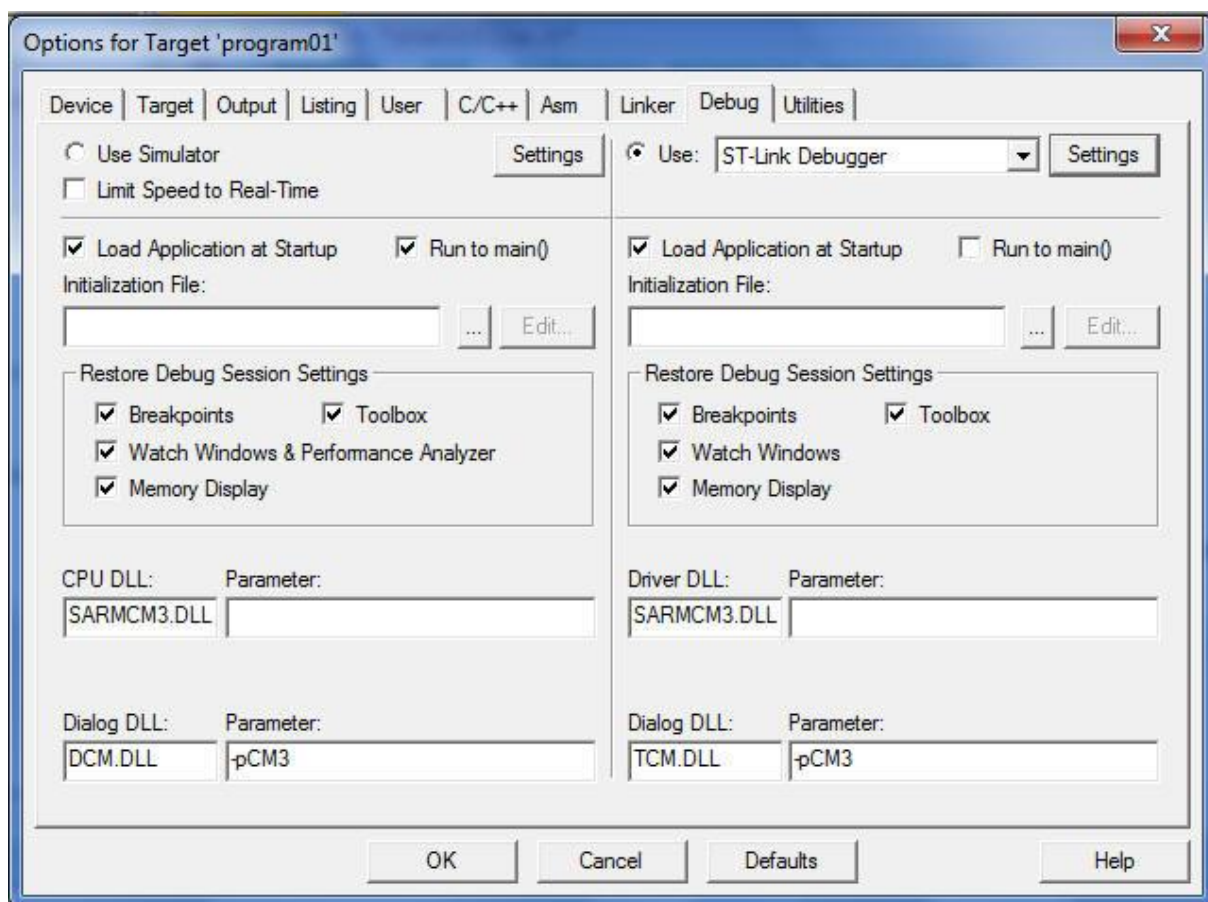 Options for Target 'program01'
Device Target Output Listing User C/C++ Asm Linker Debug Utilities
Use Simulator Settings
Limit Speed to Real-Time
Use: ST-Link Debugger Settings
Load Application at Startup Run to main()
Initialization File:
... Edit...
Restore Debug Session Settings
Breakpoints Toolbox
Watch Windows & Performance Analyzer
Memory Display
CPU DLL: Parameter:
SARMCM3.DLL
Dialog DLL: Parameter:
DCM.DLL -pCM3
Load Application at Startup Run to main()
Initialization File:
... Edit...
Restore Debug Session Settings
Breakpoints Toolbox
Watch Windows
Memory Display
Driver DLL: Parameter:
SARMCM3.DLL
Dialog DLL: Parameter:
TCM.DLL -pCM3
OK Cancel Defaults Help